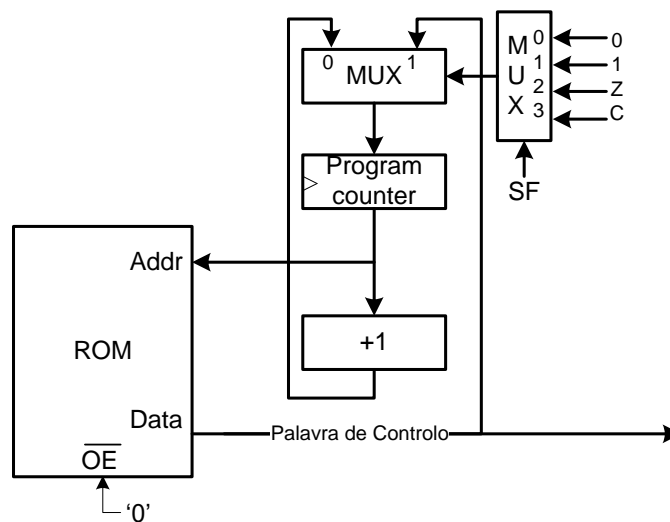 0 MUX 1
M
U
X
0
1
2
3
0
1
Z
C
SF
Program
counter
+1
Addr
ROM
Data
OE
'0'
Palavra de Controlo